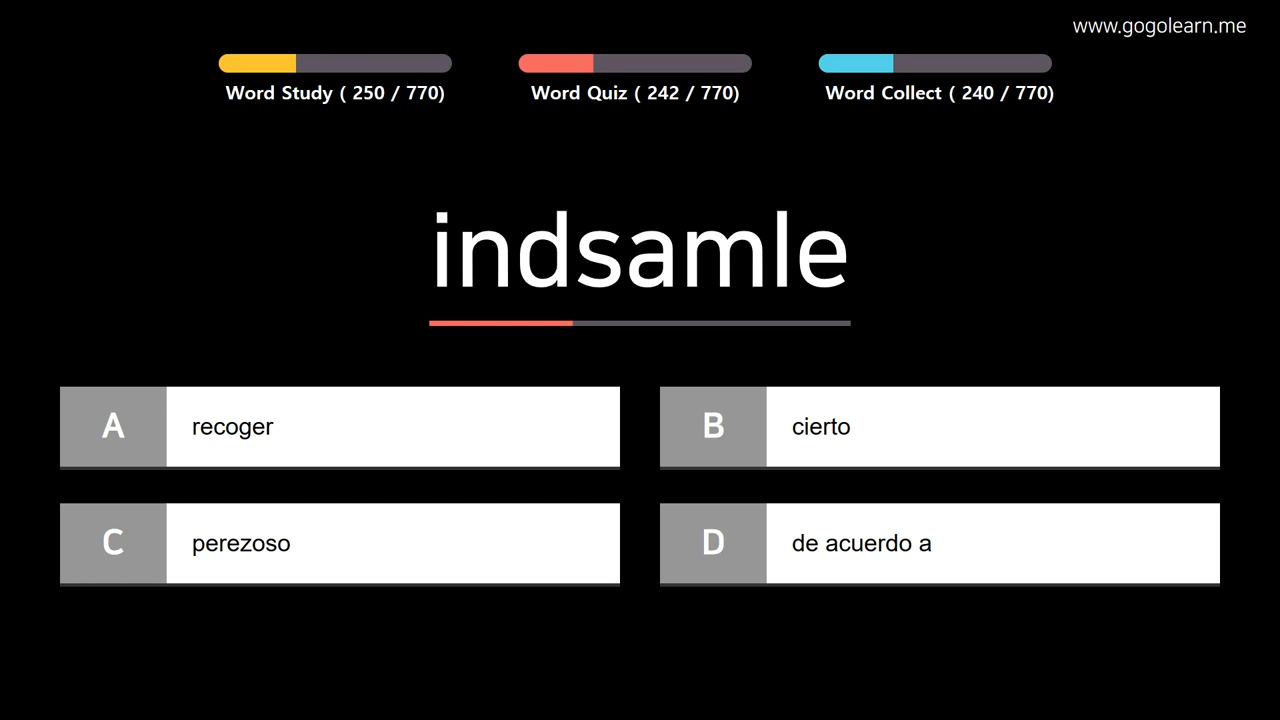 www.gogolearn.me
Word Study ( 250 / 770)
Word Quiz ( 242 / 770)
Word Collect ( 240 / 770)
indsamle
A recoger
B cierto
C perezoso
D de acuerdo a